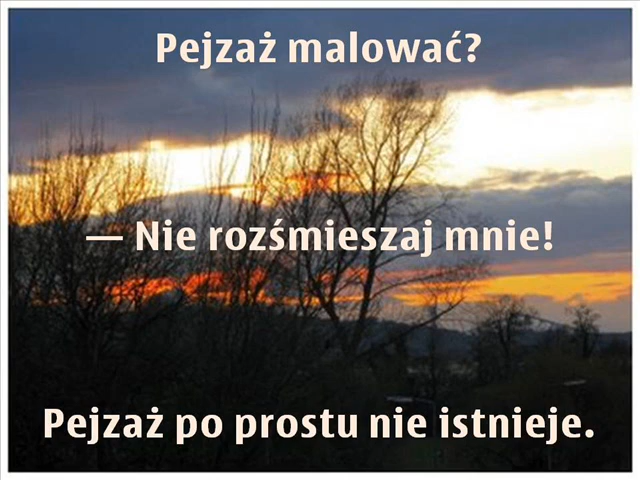 Pejzaż malować?
— Nie rozśmieszaj mnie!
Pejzaż po prostu nie istnieje.